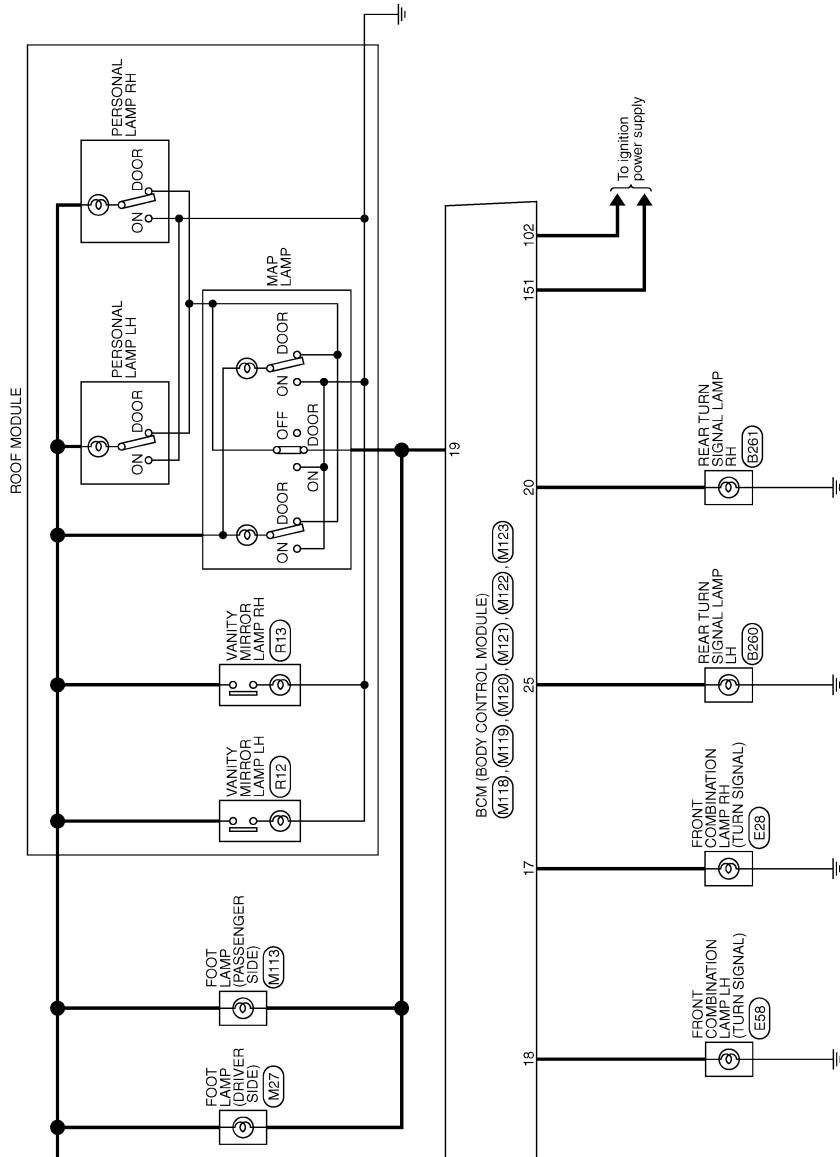 ROOF MODULE
PERSONAL
LAMP RH
ON
DOOR
PERSONAL
LAMP LH
ON
DOOR
MAP
LAMP
ON
DOOR
OFF
DOOR
ON
ON
DOOR
VANITY
MIRROR
LAMP RH
R13
VANITY
MIRROR
LAMP LH
R12
FOOT
LAMP
(PASSENGER
SIDE)
M113
FOOT
LAMP
(DRIVER
SIDE)
M27
BCM (BODY CONTROL MODULE)
M118 , M119 , M120 , M121 , M122 , M123
102
151
19
20
25
17
18
To ignition
power supply
REAR TURN
SIGNAL LAMP
RH
B261
REAR TURN
SIGNAL LAMP
LH
B260
FRONT
COMBINATION
LAMP RH
(TURN SIGNAL)
E28
FRONT
COMBINATION
LAMP LH
(TURN SIGNAL)
E58